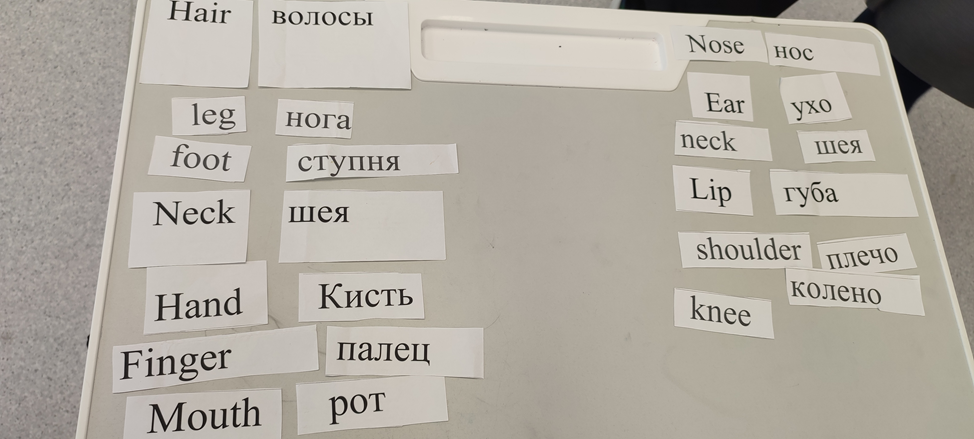 Hair волосы
leg нога
foot ступня
Neck шея
Hand Кисть
Finger палец
Mouth рот
Nose нос
Ear ухо
neck шея
Lip губа
shoulder плечо
knee колено